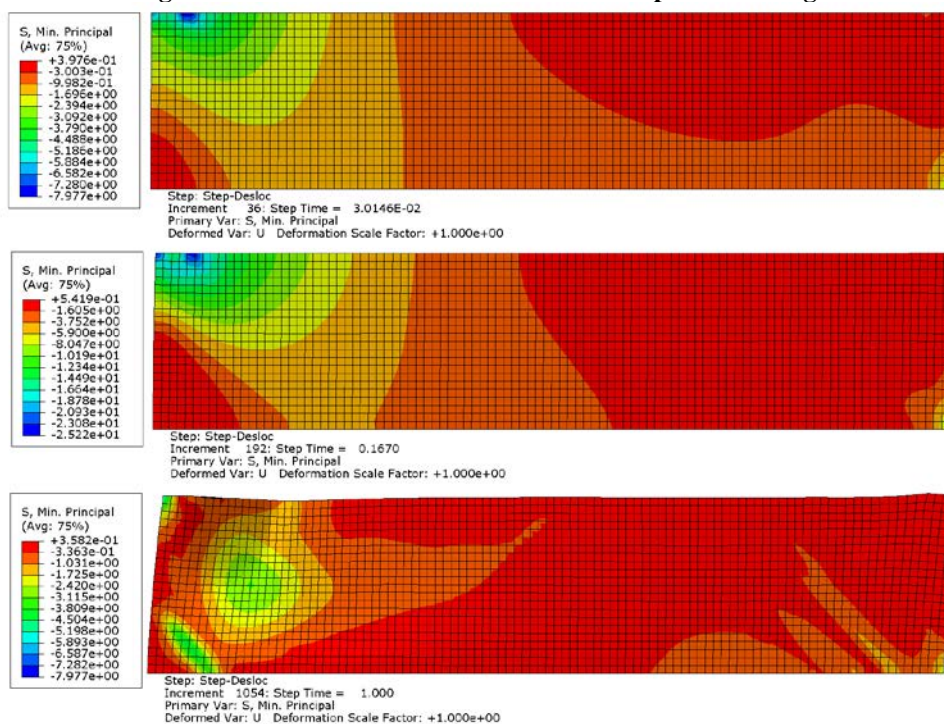 S, Min. Principal
(Avg: 75%)
+3.976e-01
-3.003e-01
-9.982e-01
-1.696e+00
-2.394e+00
-3.092e+00
-3.790e+00
-4.488e+00
-5.186e+00
-5.884e+00
-6.582e+00
-7.280e+00
-7.977e+00
Step: Step-Desloc
Increment 36: Step Time = 3.0146E-02
Primary Var: S, Min. Principal
Deformed Var: U Deformation Scale Factor: +1.000e+00
S, Min. Principal
(Avg: 75%)
+5.419e-01
-1.605e+00
-3.752e+00
-5.900e+00
-8.047e+00
-1.019e+01
-1.234e+01
-1.449e+01
-1.664e+01
-1.878e+01
-2.093e+01
-2.308e+01
-2.522e+01
Step: Step-Desloc
Increment 192: Step Time = 0.1670
Primary Var: S, Min. Principal
Deformed Var: U Deformation Scale Factor: +1.000e+00
S, Min. Principal
(Avg: 75%)
+3.582e-01
-3.363e-01
-1.031e+00
-1.725e+00
-2.420e+00
-3.115e+00
-3.809e+00
-4.504e+00
-5.198e+00
-5.893e+00
-6.587e+00
-7.282e+00
-7.977e+00
Step: Step-Desloc
Increment 1054: Step Time = 1.000
Primary Var: S, Min. Principal
Deformed Var: U Deformation Scale Factor: +1.000e+00